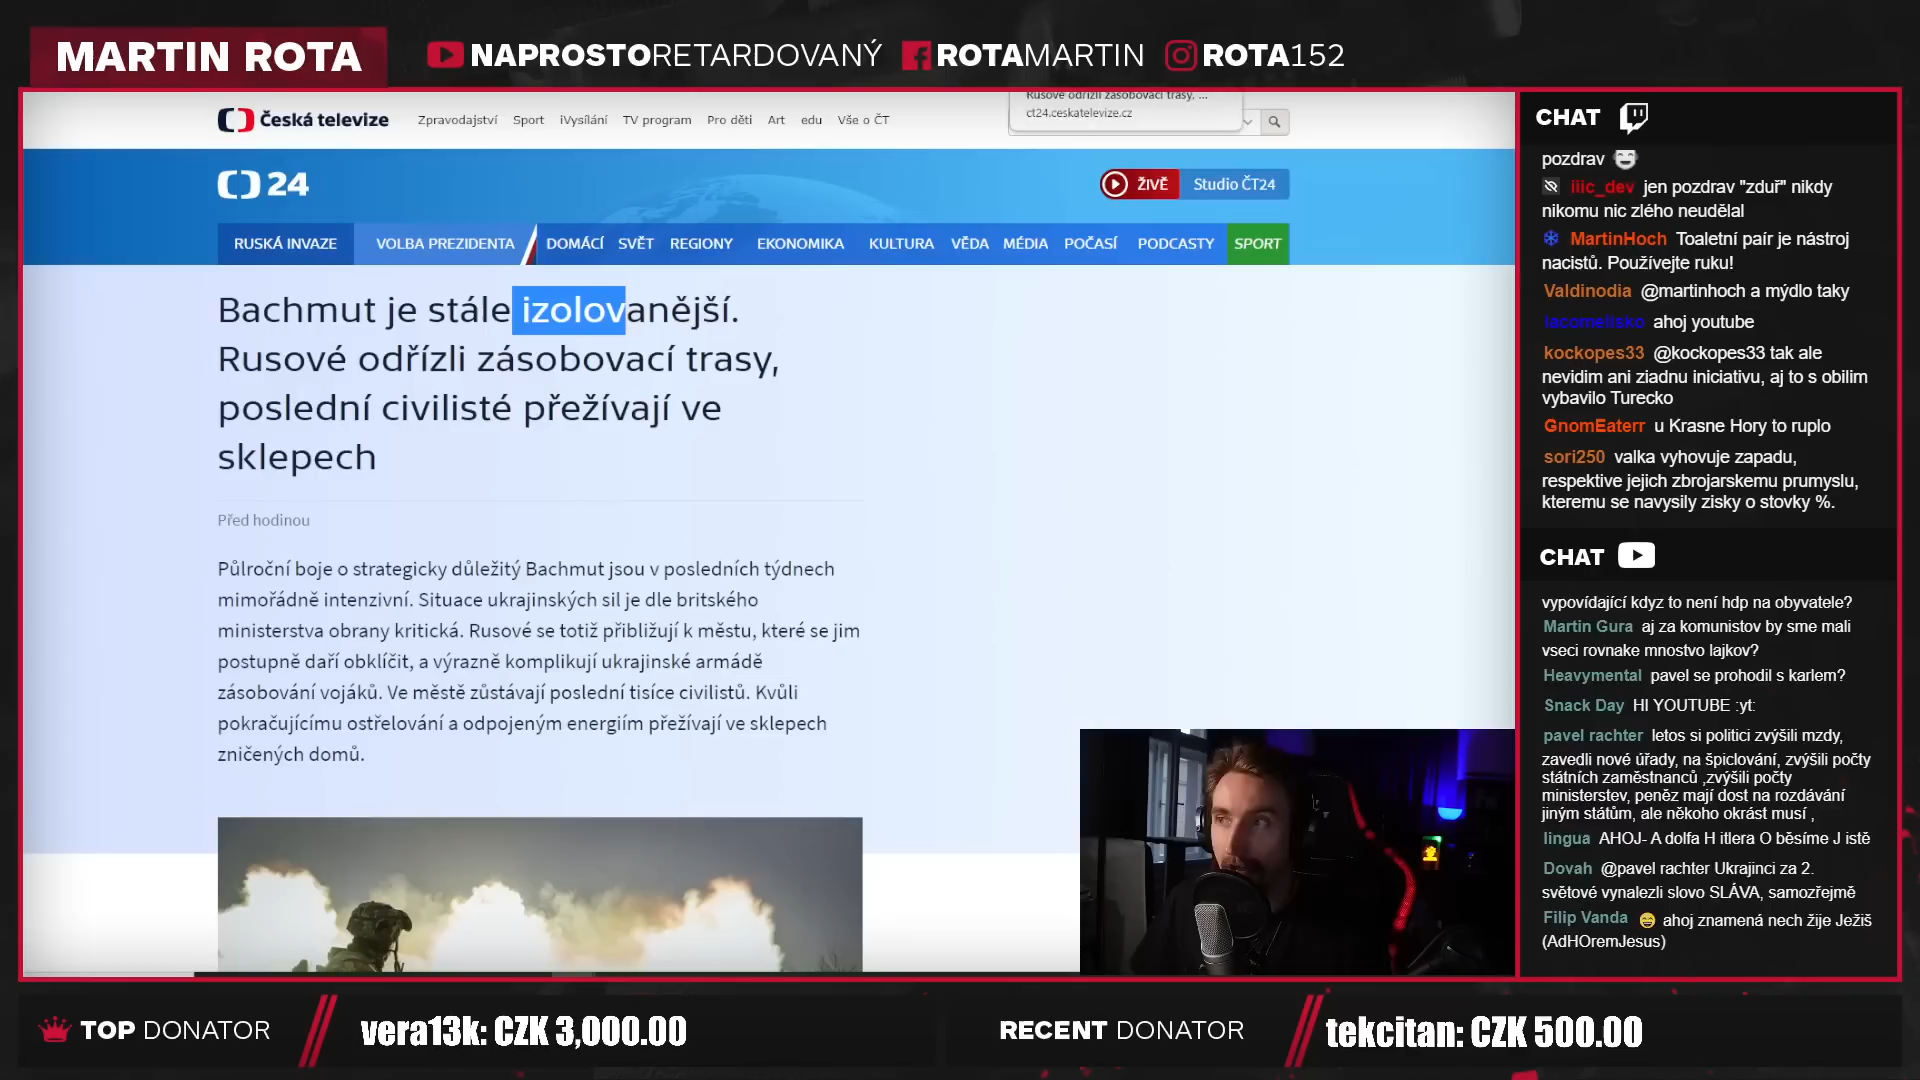 MARTIN ROTA
NAPROSTORETARDOVANÝ
ROTAMARTIN
ROTA152
Rusové odřízli zásobovací trasy, ...
ct24.ceskatelevize.cz
Česká televize
Zpravodajství Sport iVysílání TV program Pro děti Art edu Vše o ČT
24
ŽIVĚ Studio ČT24
RUSKÁ INVAZE VOLBA PREZIDENTA DOMÁCÍ SVĚT REGIONY EKONOMIKA KULTURA VĚDA MÉDIA POČASÍ PODCASTY SPORT
Bachmut je stále izolovanější.
Rusové odřízli zásobovací trasy,
poslední civilisté přežívají ve
sklepech
Před hodinou
Půlroční boje o strategicky důležitý Bachmut jsou v posledních týdnech
mimořádně intenzivní. Situace ukrajinských sil je dle britského
ministerstva obrany kritická. Rusové se totiž přibližují k městu, které se jim
postupně daří obklíčit, a výrazně komplikují ukrajinské armádě
zásobování vojáků. Ve městě zůstávají poslední tisíce civilistů. Kvůli
pokračujícímu ostřelování a odpojeným energiím přežívají ve sklepech
zničených domů.
CHAT
pozdrav
iiic_dev jen pozdrav "zduř" nikdy
nikomu nic zlého neudělal
MartinHoch Toaletní paír je nástroj
nacistů. Používejte ruku!
Valdinodia @martinhoch a mýdlo taky
lacomelisko ahoj youtube
kockopes33 @kockopes33 tak ale
nevidim ani ziadnu iniciativu, aj to s obilim
vybavilo Turecko
GnomEaterr u Krasne Hory to ruplo
sori250 valka vyhovuje zapadu,
respektive jejich zbrojarskemu prumyslu,
kteremu se navysily zisky o stovky %.
CHAT
vypovídající kdyz to není hdp na obyvatele?
Martin Gura aj za komunistov by sme mali
vseci rovnake mnostvo lajkov?
Heavymental pavel se prohodil s karlem?
Snack Day HI YOUTUBE :yt:
pavel rachter letos si politici zvýšili mzdy,
zavedli nové úřady, na špiclování, zvýšili počty
státních zaměstnanců ,zvýšili počty
ministerstev, peněz mají dost na rozdávání
jiným státům, ale někoho okrást musí ,
lingua AHOJ- A dolfa H itlera O běsíme J istě
Dovah @pavel rachter Ukrajinci za 2.
světové vynalezli slovo SLÁVA, samozřejmě
Filip Vanda ahoj znamená nech žije Ježiš
(AdHOremJesus)
TOP DONATOR
vera13k: CZK 3,000.00
RECENT DONATOR
tekcitan: CZK 500.00